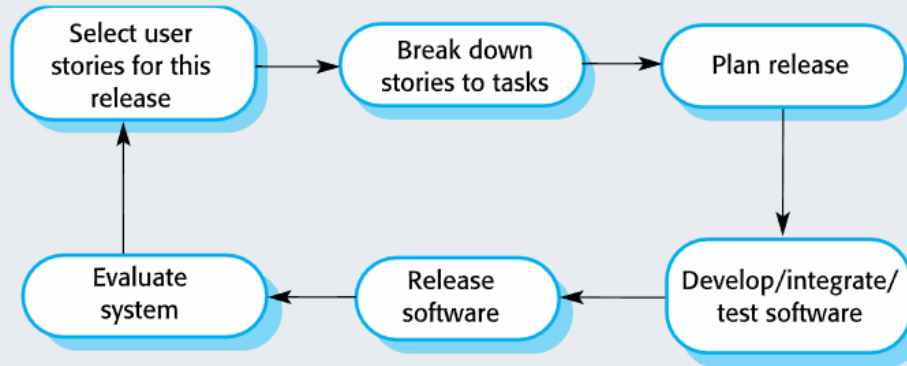 Select user
stories for this
release
Break down
stories to tasks
Plan release
Evaluate
system
Release
software
Develop/integrate/
test software